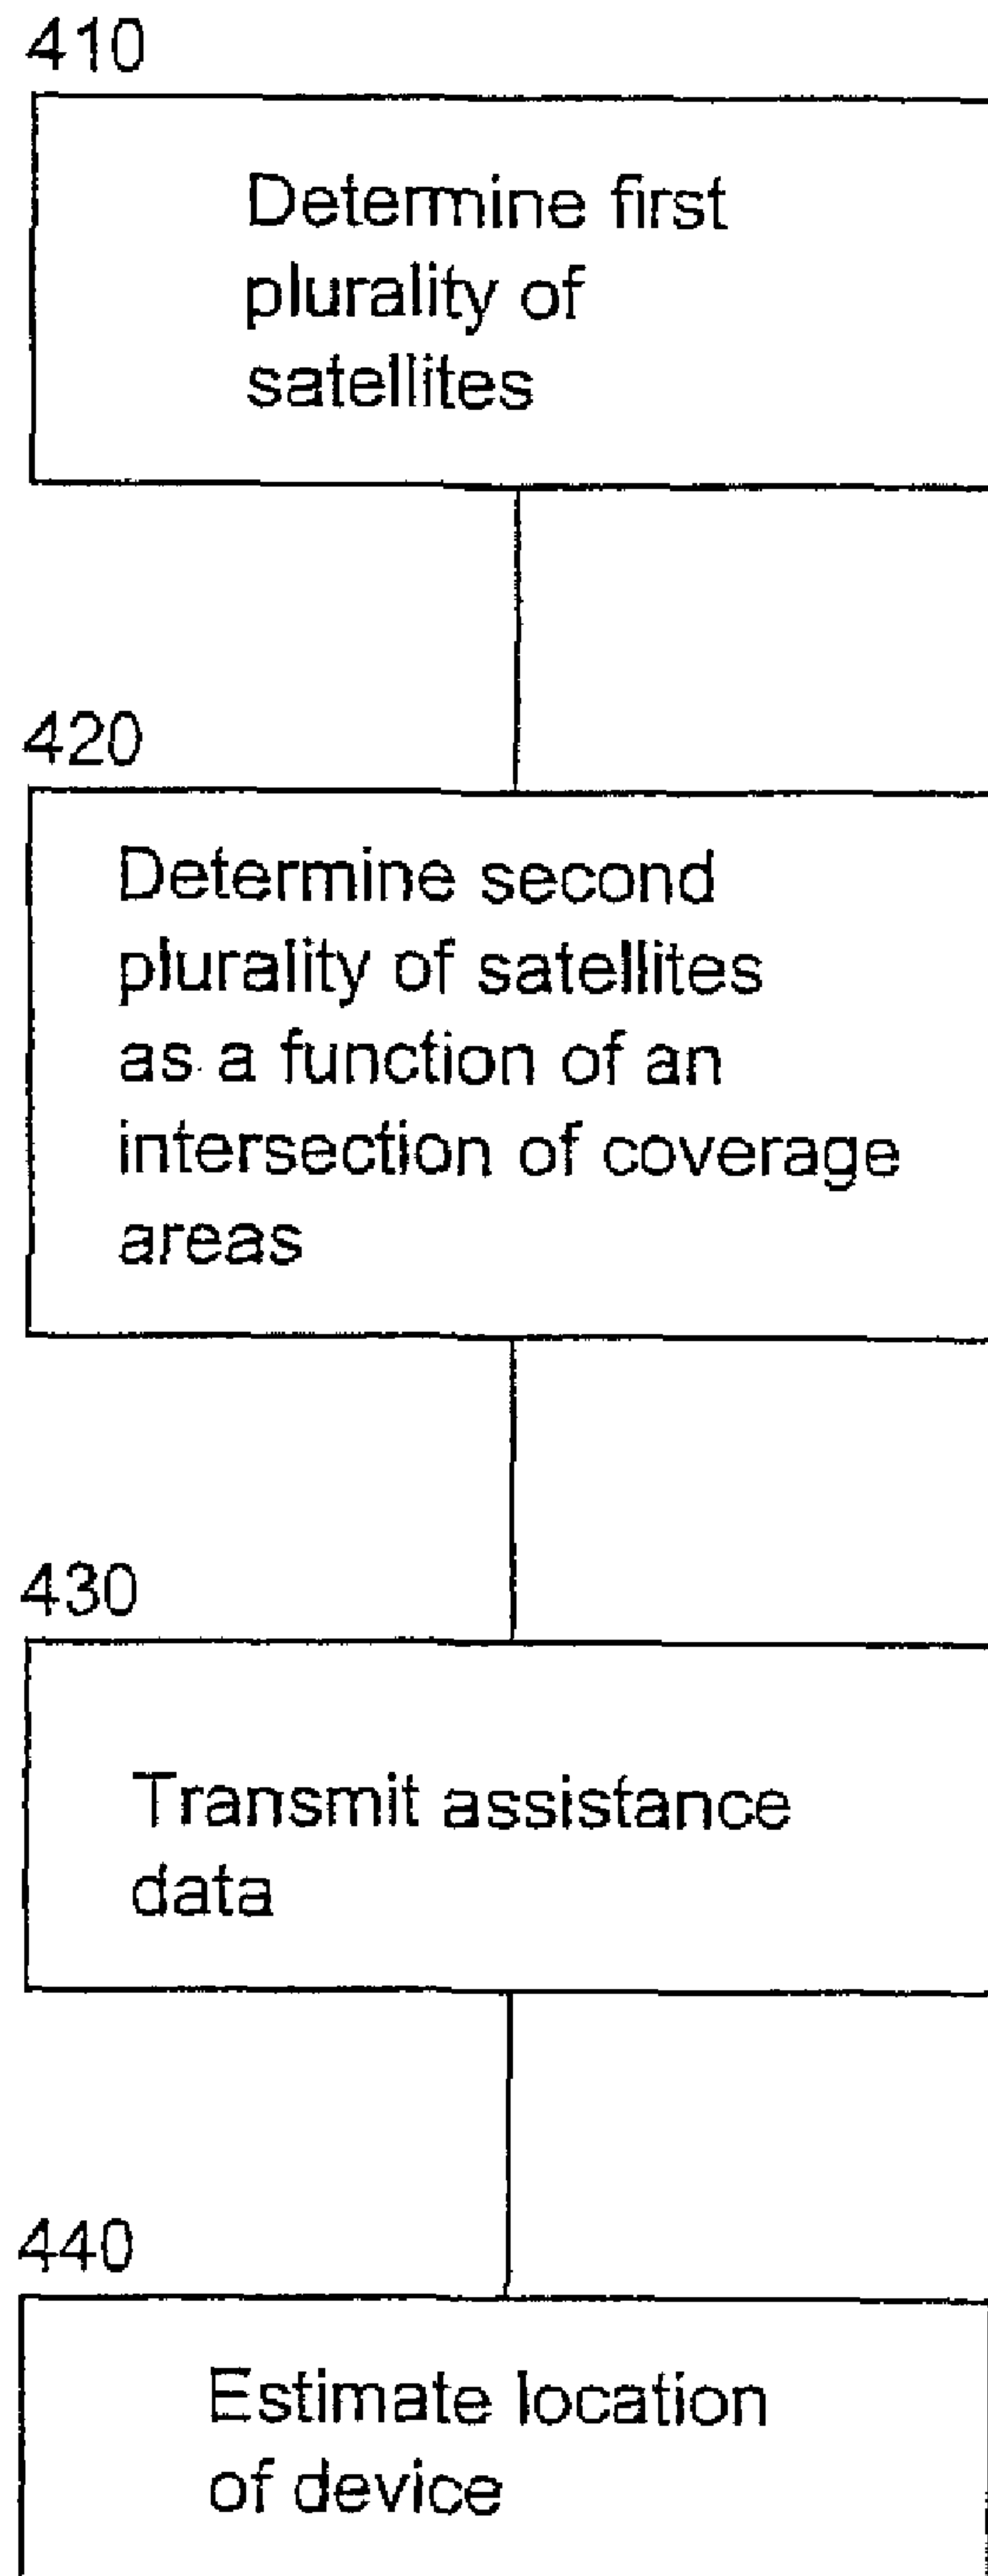 410
Determine first
plurality of
satellites
420
Determine second
plurality of satellites
as a function of an
intersection of coverage
areas
430
Transmit assistance
data
440
Estimate location
of device